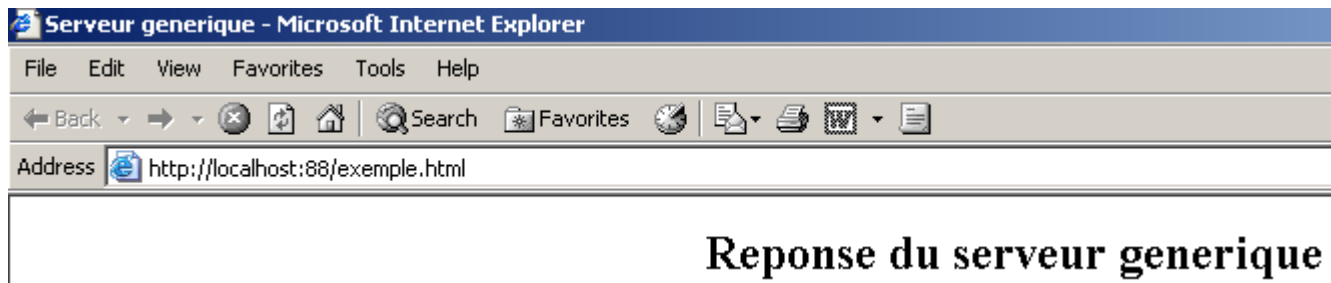 Serveur generique - Microsoft Internet Explorer
File Edit View Favorites Tools Help
Back Search Favorites
Address http://localhost:88/exemple.html
Reponse du serveur generique